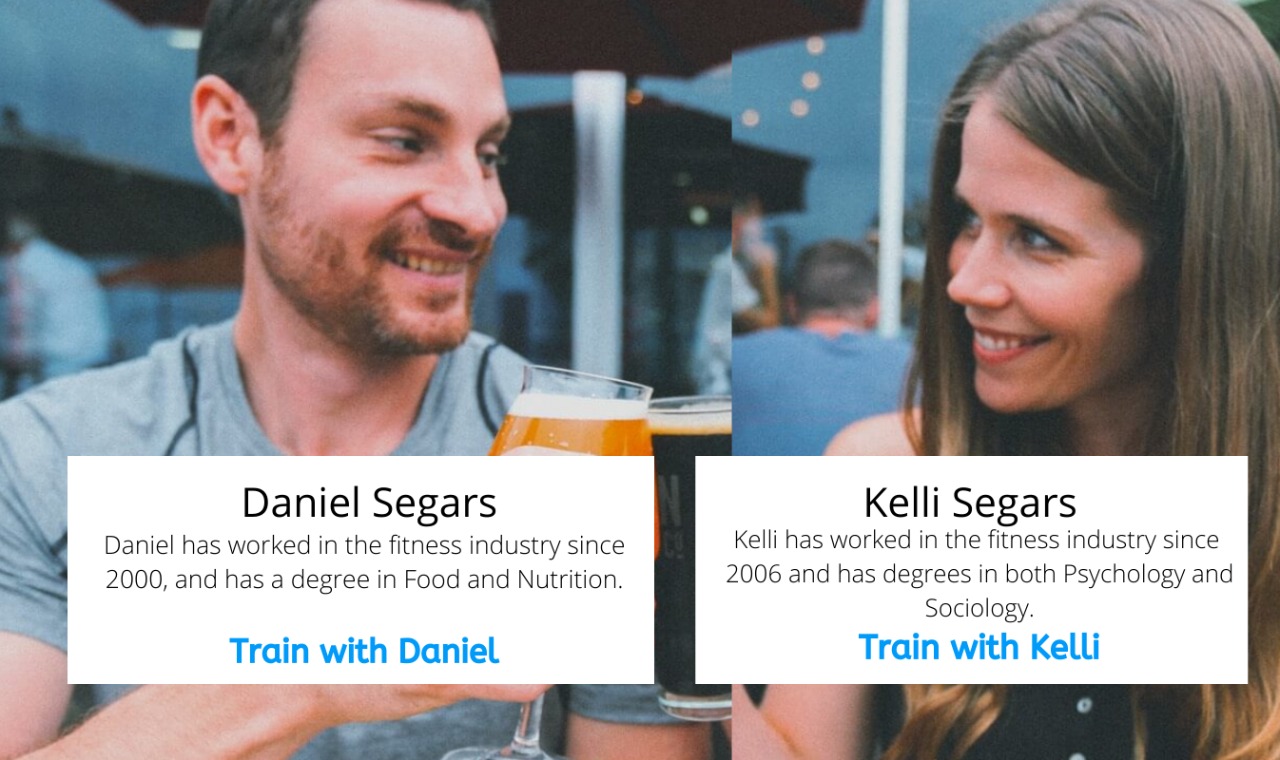 Daniel Segars
Daniel has worked in the fitness industry since
2000, and has a degree in Food and Nutrition.
Train with Daniel
Kelli Segars
Kelli has worked in the fitness industry since
2006 and has degrees in both Psychology and
Sociology.
Train with Kelli